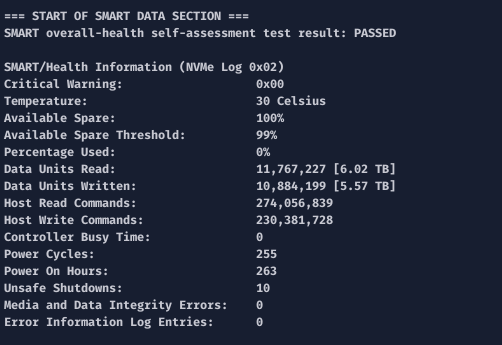 === START OF SMART DATA SECTION ===
SMART overall-health self-assessment test result: PASSED

SMART/Health Information (NVMe Log 0x02)
Critical Warning:                   0x00
Temperature:                        30 Celsius
Available Spare:                    100%
Available Spare Threshold:          99%
Percentage Used:                    0%
Data Units Read:                    11,767,227 [6.02 TB]
Data Units Written:                 10,884,199 [5.57 TB]
Host Read Commands:                 274,056,839
Host Write Commands:                230,381,728
Controller Busy Time:               0
Power Cycles:                       255
Power On Hours:                     263
Unsafe Shutdowns:                   10
Media and Data Integrity Errors:    0
Error Information Log Entries:      0